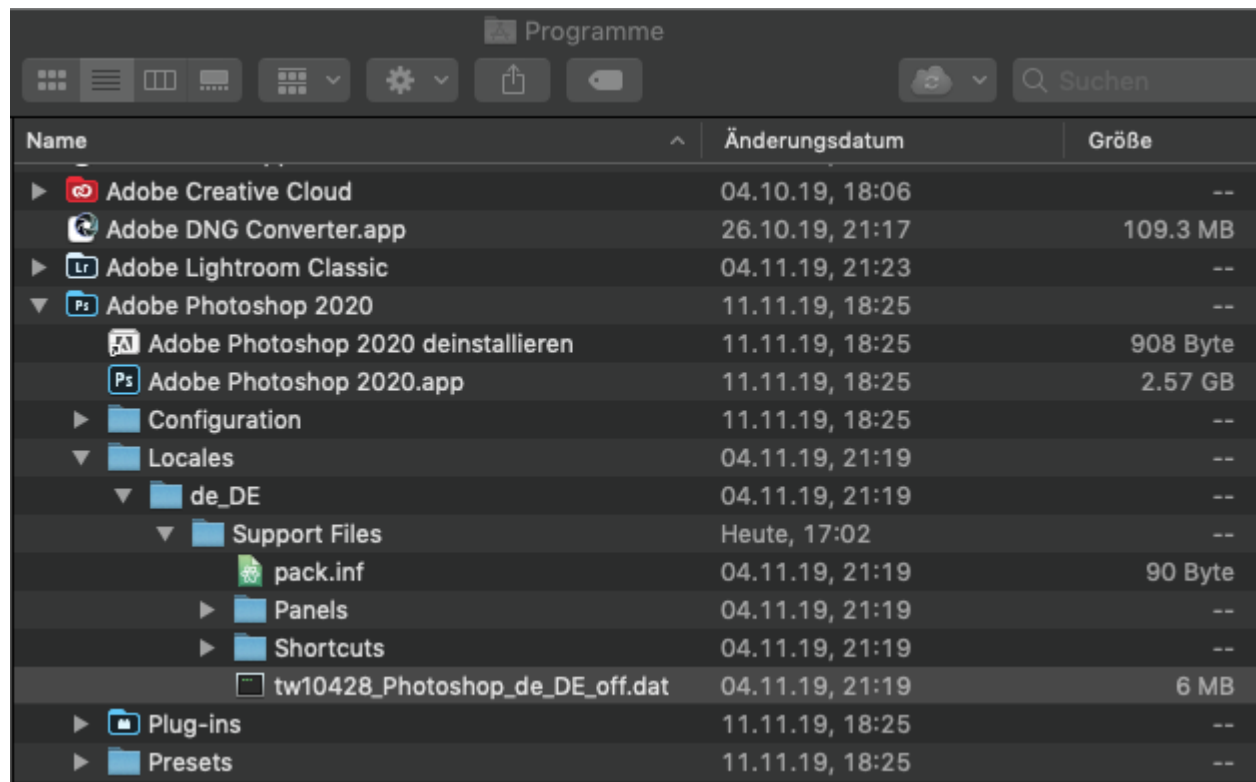 Programme
Suchen
Name Änderungsdatum Größe
Adobe Creative Cloud 04.10.19, 18:06 --
Adobe DNG Converter.app 26.10.19, 21:17 109.3 MB
Lr Adobe Lightroom Classic 04.11.19, 21:23 --
Ps Adobe Photoshop 2020 11.11.19, 18:25 --
Adobe Photoshop 2020 deinstallieren 11.11.19, 18:25 908 Byte
Ps Adobe Photoshop 2020.app 11.11.19, 18:25 2.57 GB
Configuration 11.11.19, 18:25 --
Locales 04.11.19, 21:19 --
de_DE 04.11.19, 21:19 --
Support Files Heute, 17:02 --
pack.inf 04.11.19, 21:19 90 Byte
Panels 04.11.19, 21:19 --
Shortcuts 04.11.19, 21:19 --
tw10428_Photoshop_de_DE_off.dat 04.11.19, 21:19 6 MB
Plug-ins 11.11.19, 18:25 --
Presets 11.11.19, 18:25 --